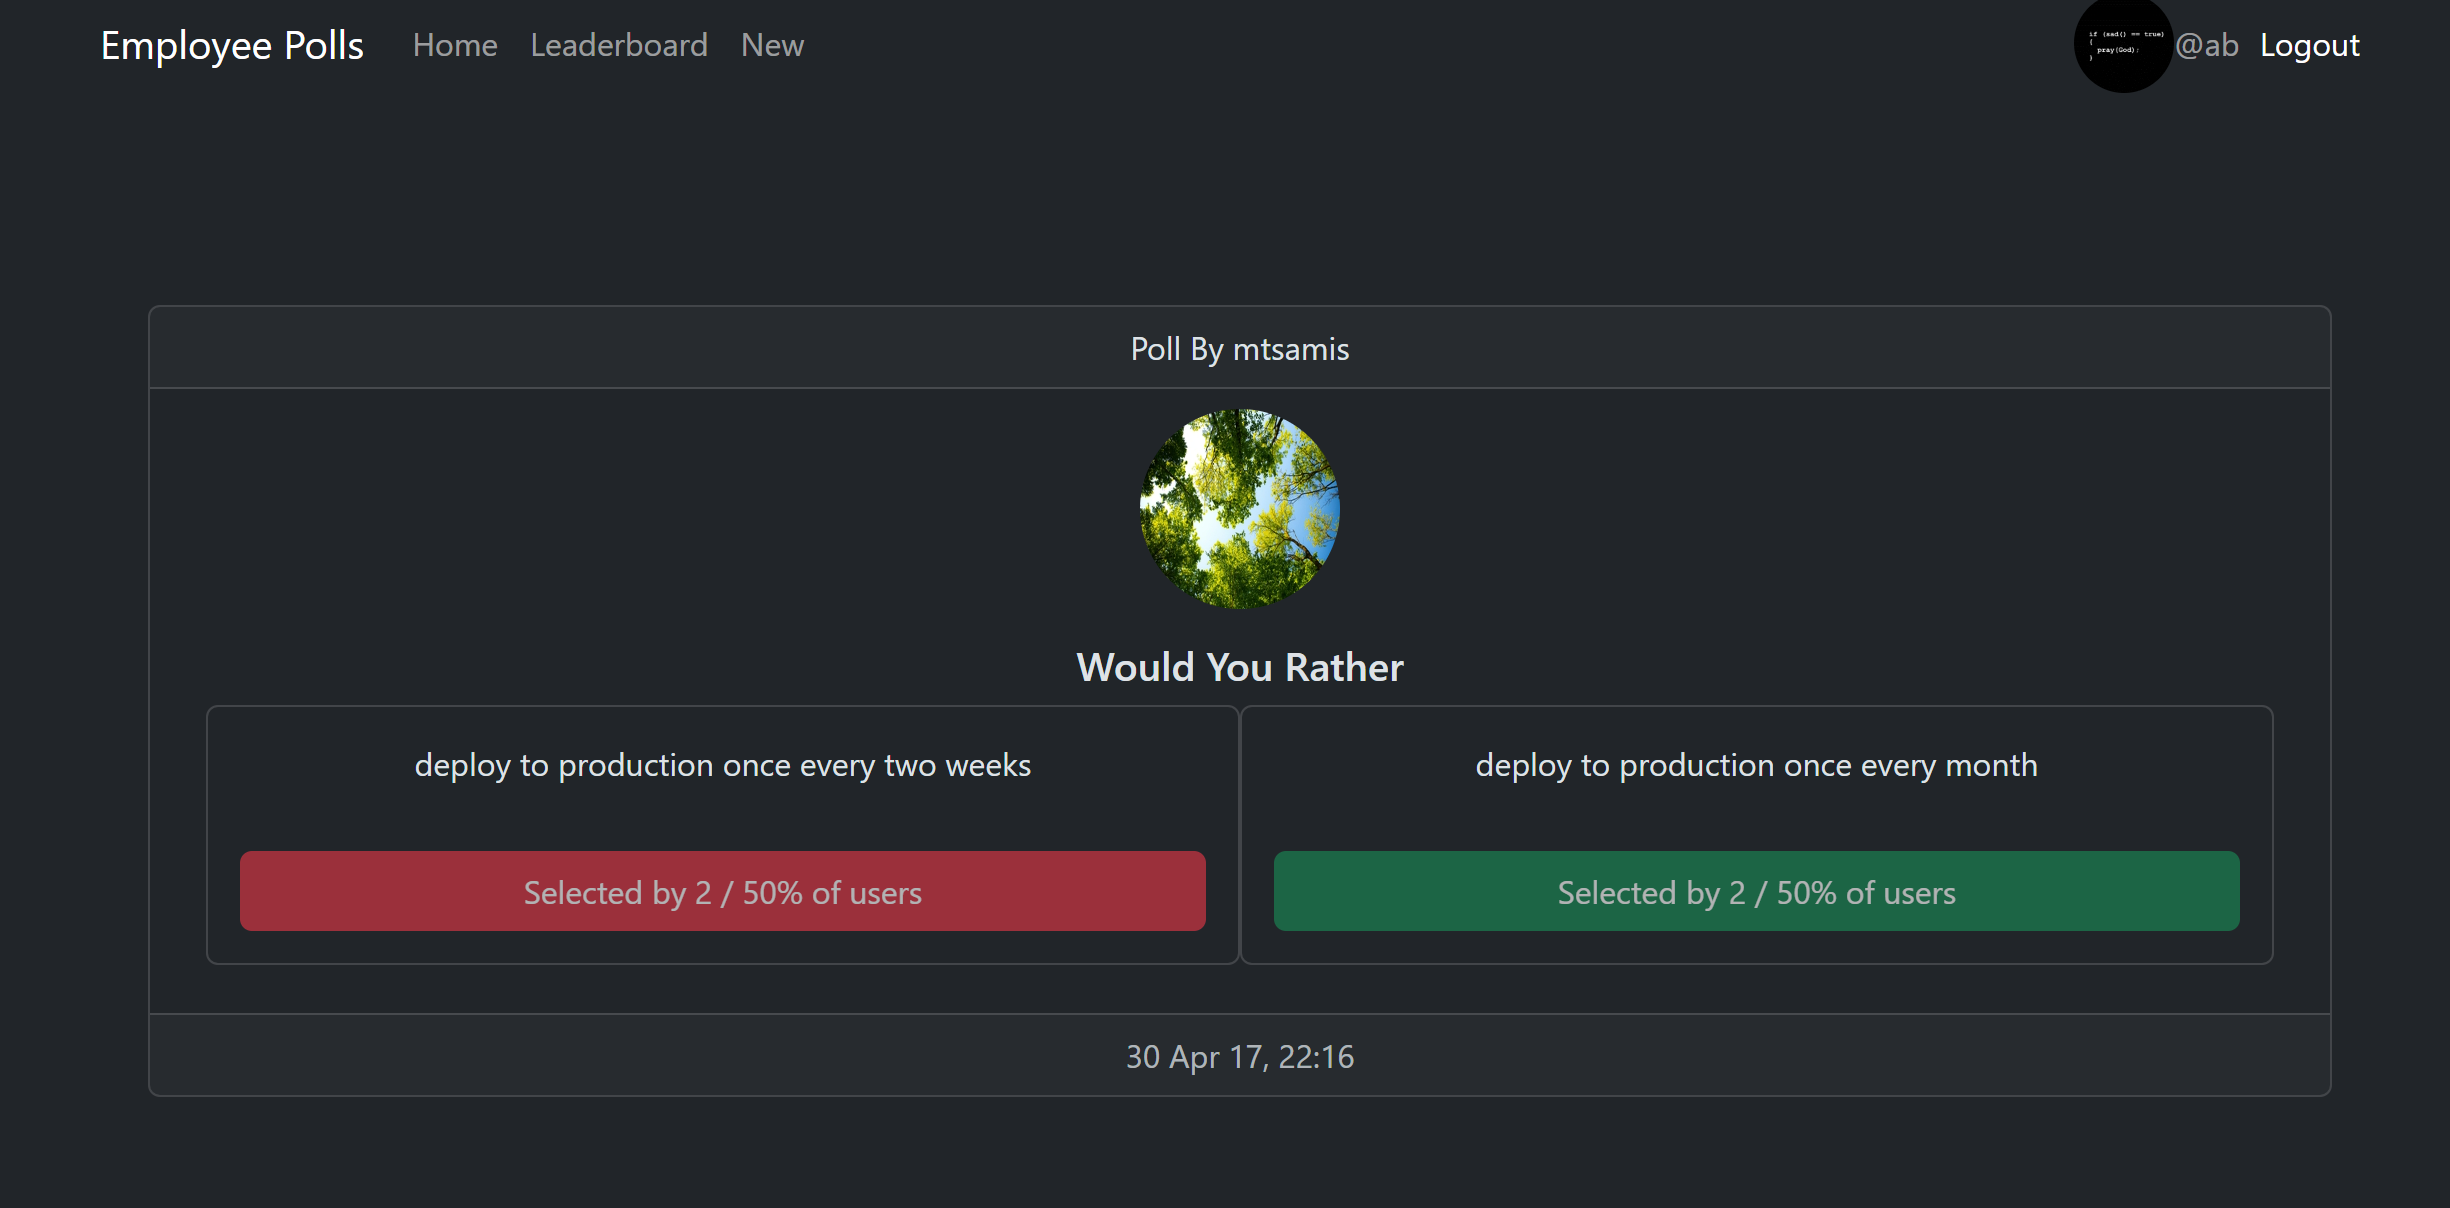 Employee Polls Home Leaderboard New @ab Logout
if (sad() == true)
{
pray(God);
}
Poll By mtsamis
Would You Rather
deploy to production once every two weeks
deploy to production once every month
Selected by 2 / 50% of users
Selected by 2 / 50% of users
30 Apr 17, 22:16